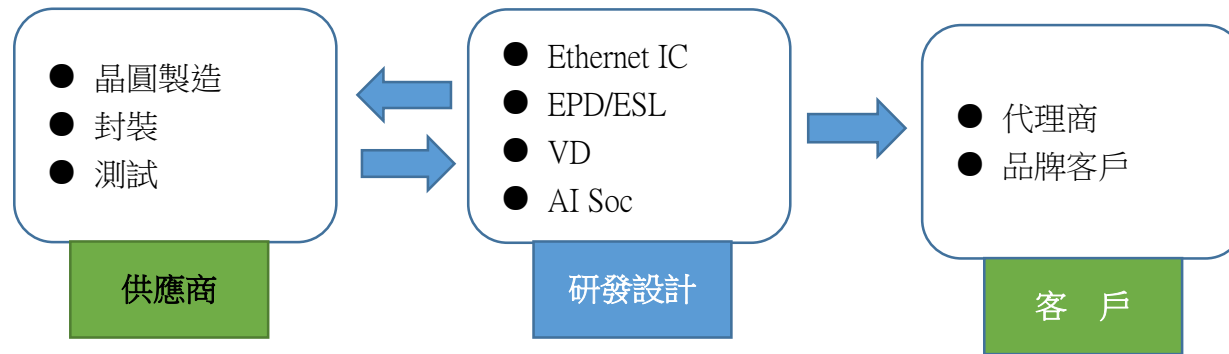 晶圓製造
封裝
測試
供應商
Ethernet IC
EPD/ESL
VD
AI Soc
研發設計
代理商
品牌客戶
客 戶